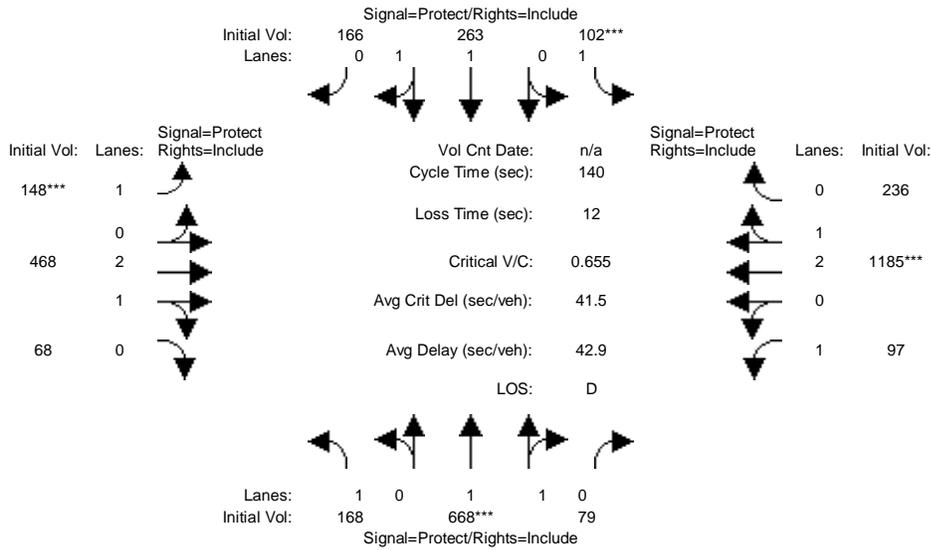 Signal=Protect/Rights=Include
Initial Vol: 166 263 102***
Lanes: 0 1 1 0 1
Signal=Protect
Rights=Include
Initial Vol: Lanes:
148*** 1
0
468 2
1
68 0
Vol Cnt Date: n/a
Cycle Time (sec): 140
Loss Time (sec): 12
Critical V/C: 0.655
Avg Crit Del (sec/veh): 41.5
Avg Delay (sec/veh): 42.9
LOS: D
Signal=Protect
Rights=Include
Lanes: Initial Vol:
0 236
1
2 1185***
0
1 97
Lanes: 1 0 1 1 0
Initial Vol: 168 668*** 79
Signal=Protect/Rights=Include